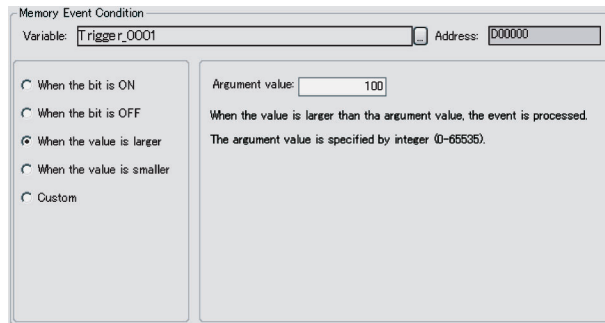 Memory Event Condition
Variable: Trigger_0001 ... Address: D00000
When the bit is ON
When the bit is OFF
When the value is larger
When the value is smaller
Custom
Argument value: 100
When the value is larger than tha argument value, the event is processed.
The argument value is specified by integer (0-65535).